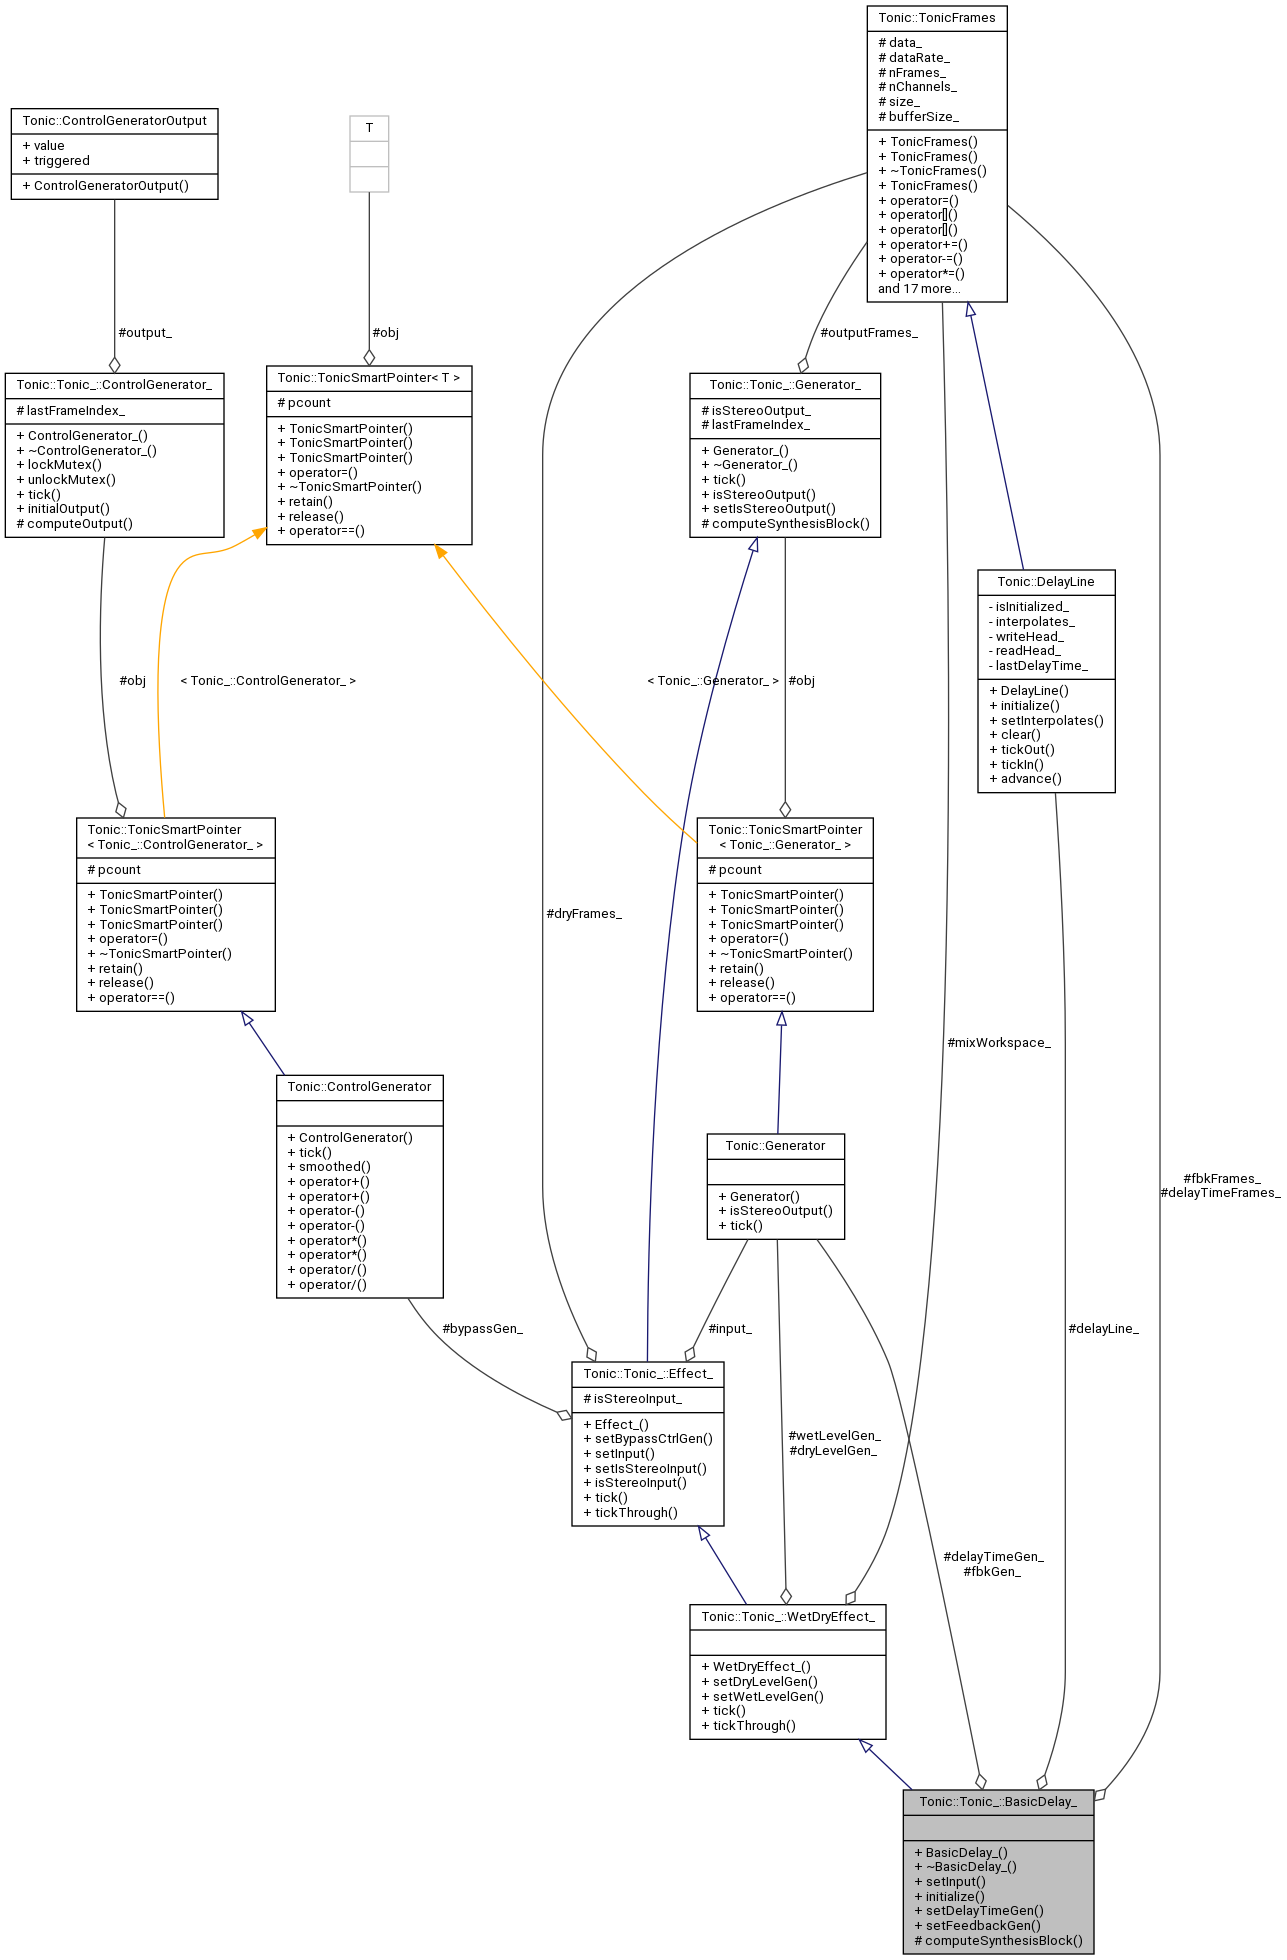 Tonic::TonicFrames
# data_
# dataRate_
# nFrames_
# nChannels_
# size_
# bufferSize_
+ TonicFrames()
+ TonicFrames()
+ ~TonicFrames()
+ TonicFrames()
+ operator=()
+ operator[]()
+ operator[]()
+ operator+=()
+ operator-=()
+ operator*=()
and 17 more...
Tonic::ControlGeneratorOutput
+ value
+ triggered
+ ControlGeneratorOutput()
T
#output_
#obj
#outputFrames_
Tonic::Tonic_::ControlGenerator_
# lastFrameIndex_
+ ControlGenerator_()
+ ~ControlGenerator_()
+ lockMutex()
+ unlockMutex()
+ tick()
+ initialOutput()
# computeOutput()
Tonic::TonicSmartPointer< T >
# pcount
+ TonicSmartPointer()
+ TonicSmartPointer()
+ TonicSmartPointer()
+ operator=()
+ ~TonicSmartPointer()
+ retain()
+ release()
+ operator==()
Tonic::Tonic_::Generator_
# isStereoOutput_
# lastFrameIndex_
+ Generator_()
+ ~Generator_()
+ tick()
+ isStereoOutput()
+ setIsStereoOutput()
# computeSynthesisBlock()
Tonic::DelayLine
- isInitialized_
- interpolates_
- writeHead_
- readHead_
- lastDelayTime_
+ DelayLine()
+ initialize()
+ setInterpolates()
+ clear()
+ tickOut()
+ tickIn()
+ advance()
#obj
< Tonic_::ControlGenerator_ >
< Tonic_::Generator_ >
#obj
Tonic::TonicSmartPointer
< Tonic_::ControlGenerator_ >
# pcount
+ TonicSmartPointer()
+ TonicSmartPointer()
+ TonicSmartPointer()
+ operator=()
+ ~TonicSmartPointer()
+ retain()
+ release()
+ operator==()
#dryFrames_
Tonic::TonicSmartPointer
< Tonic_::Generator_ >
# pcount
+ TonicSmartPointer()
+ TonicSmartPointer()
+ TonicSmartPointer()
+ operator=()
+ ~TonicSmartPointer()
+ retain()
+ release()
+ operator==()
#mixWorkspace_
Tonic::ControlGenerator
+ ControlGenerator()
+ tick()
+ smoothed()
+ operator+()
+ operator+()
+ operator-()
+ operator-()
+ operator*()
+ operator*()
+ operator/()
+ operator/()
Tonic::Generator
+ Generator()
+ isStereoOutput()
+ tick()
#fbkFrames_
#delayTimeFrames_
#bypassGen_
#input_
#delayLine_
Tonic::Tonic_::Effect_
# isStereoInput_
+ Effect_()
+ setBypassCtrlGen()
+ setInput()
+ setIsStereoInput()
+ isStereoInput()
+ tick()
+ tickThrough()
#wetLevelGen_
#dryLevelGen_
#delayTimeGen_
#fbkGen_
Tonic::Tonic_::WetDryEffect_
+ WetDryEffect_()
+ setDryLevelGen()
+ setWetLevelGen()
+ tick()
+ tickThrough()
Tonic::Tonic_::BasicDelay_
+ BasicDelay_()
+ ~BasicDelay_()
+ setInput()
+ initialize()
+ setDelayTimeGen()
+ setFeedbackGen()
# computeSynthesisBlock()